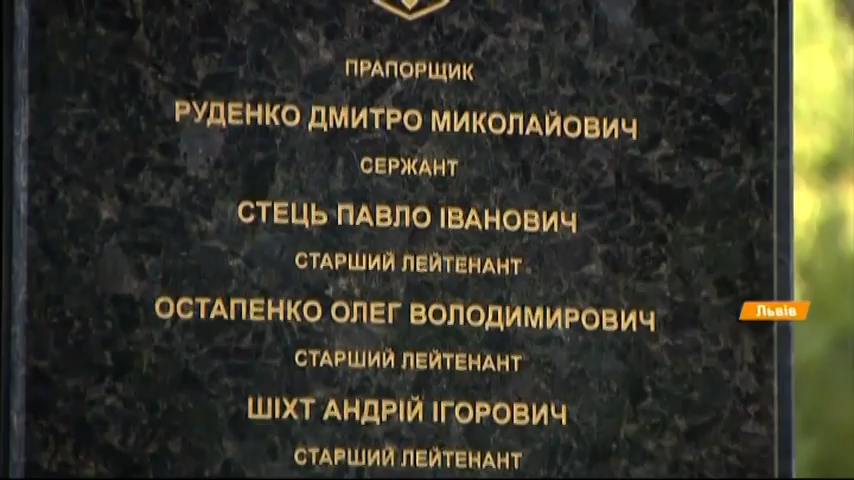 ПРАПОРЩИК
РУДЕНКО ДМИТРО МИКОЛАЙОВИЧ
СЕРЖАНТ
СТЕЦЬ ПАВЛО ІВАНОВИЧ
СТАРШИЙ ЛЕЙТЕНАНТ
ОСТАПЕНКО ОЛЕГ ВОЛОДИМИРОВИЧ
Львів
СТАРШИЙ ЛЕЙТЕНАНТ
ШІХТ АНДРІЙ ІГОРОВИЧ
СТАРШИЙ ЛЕЙТЕНАНТ